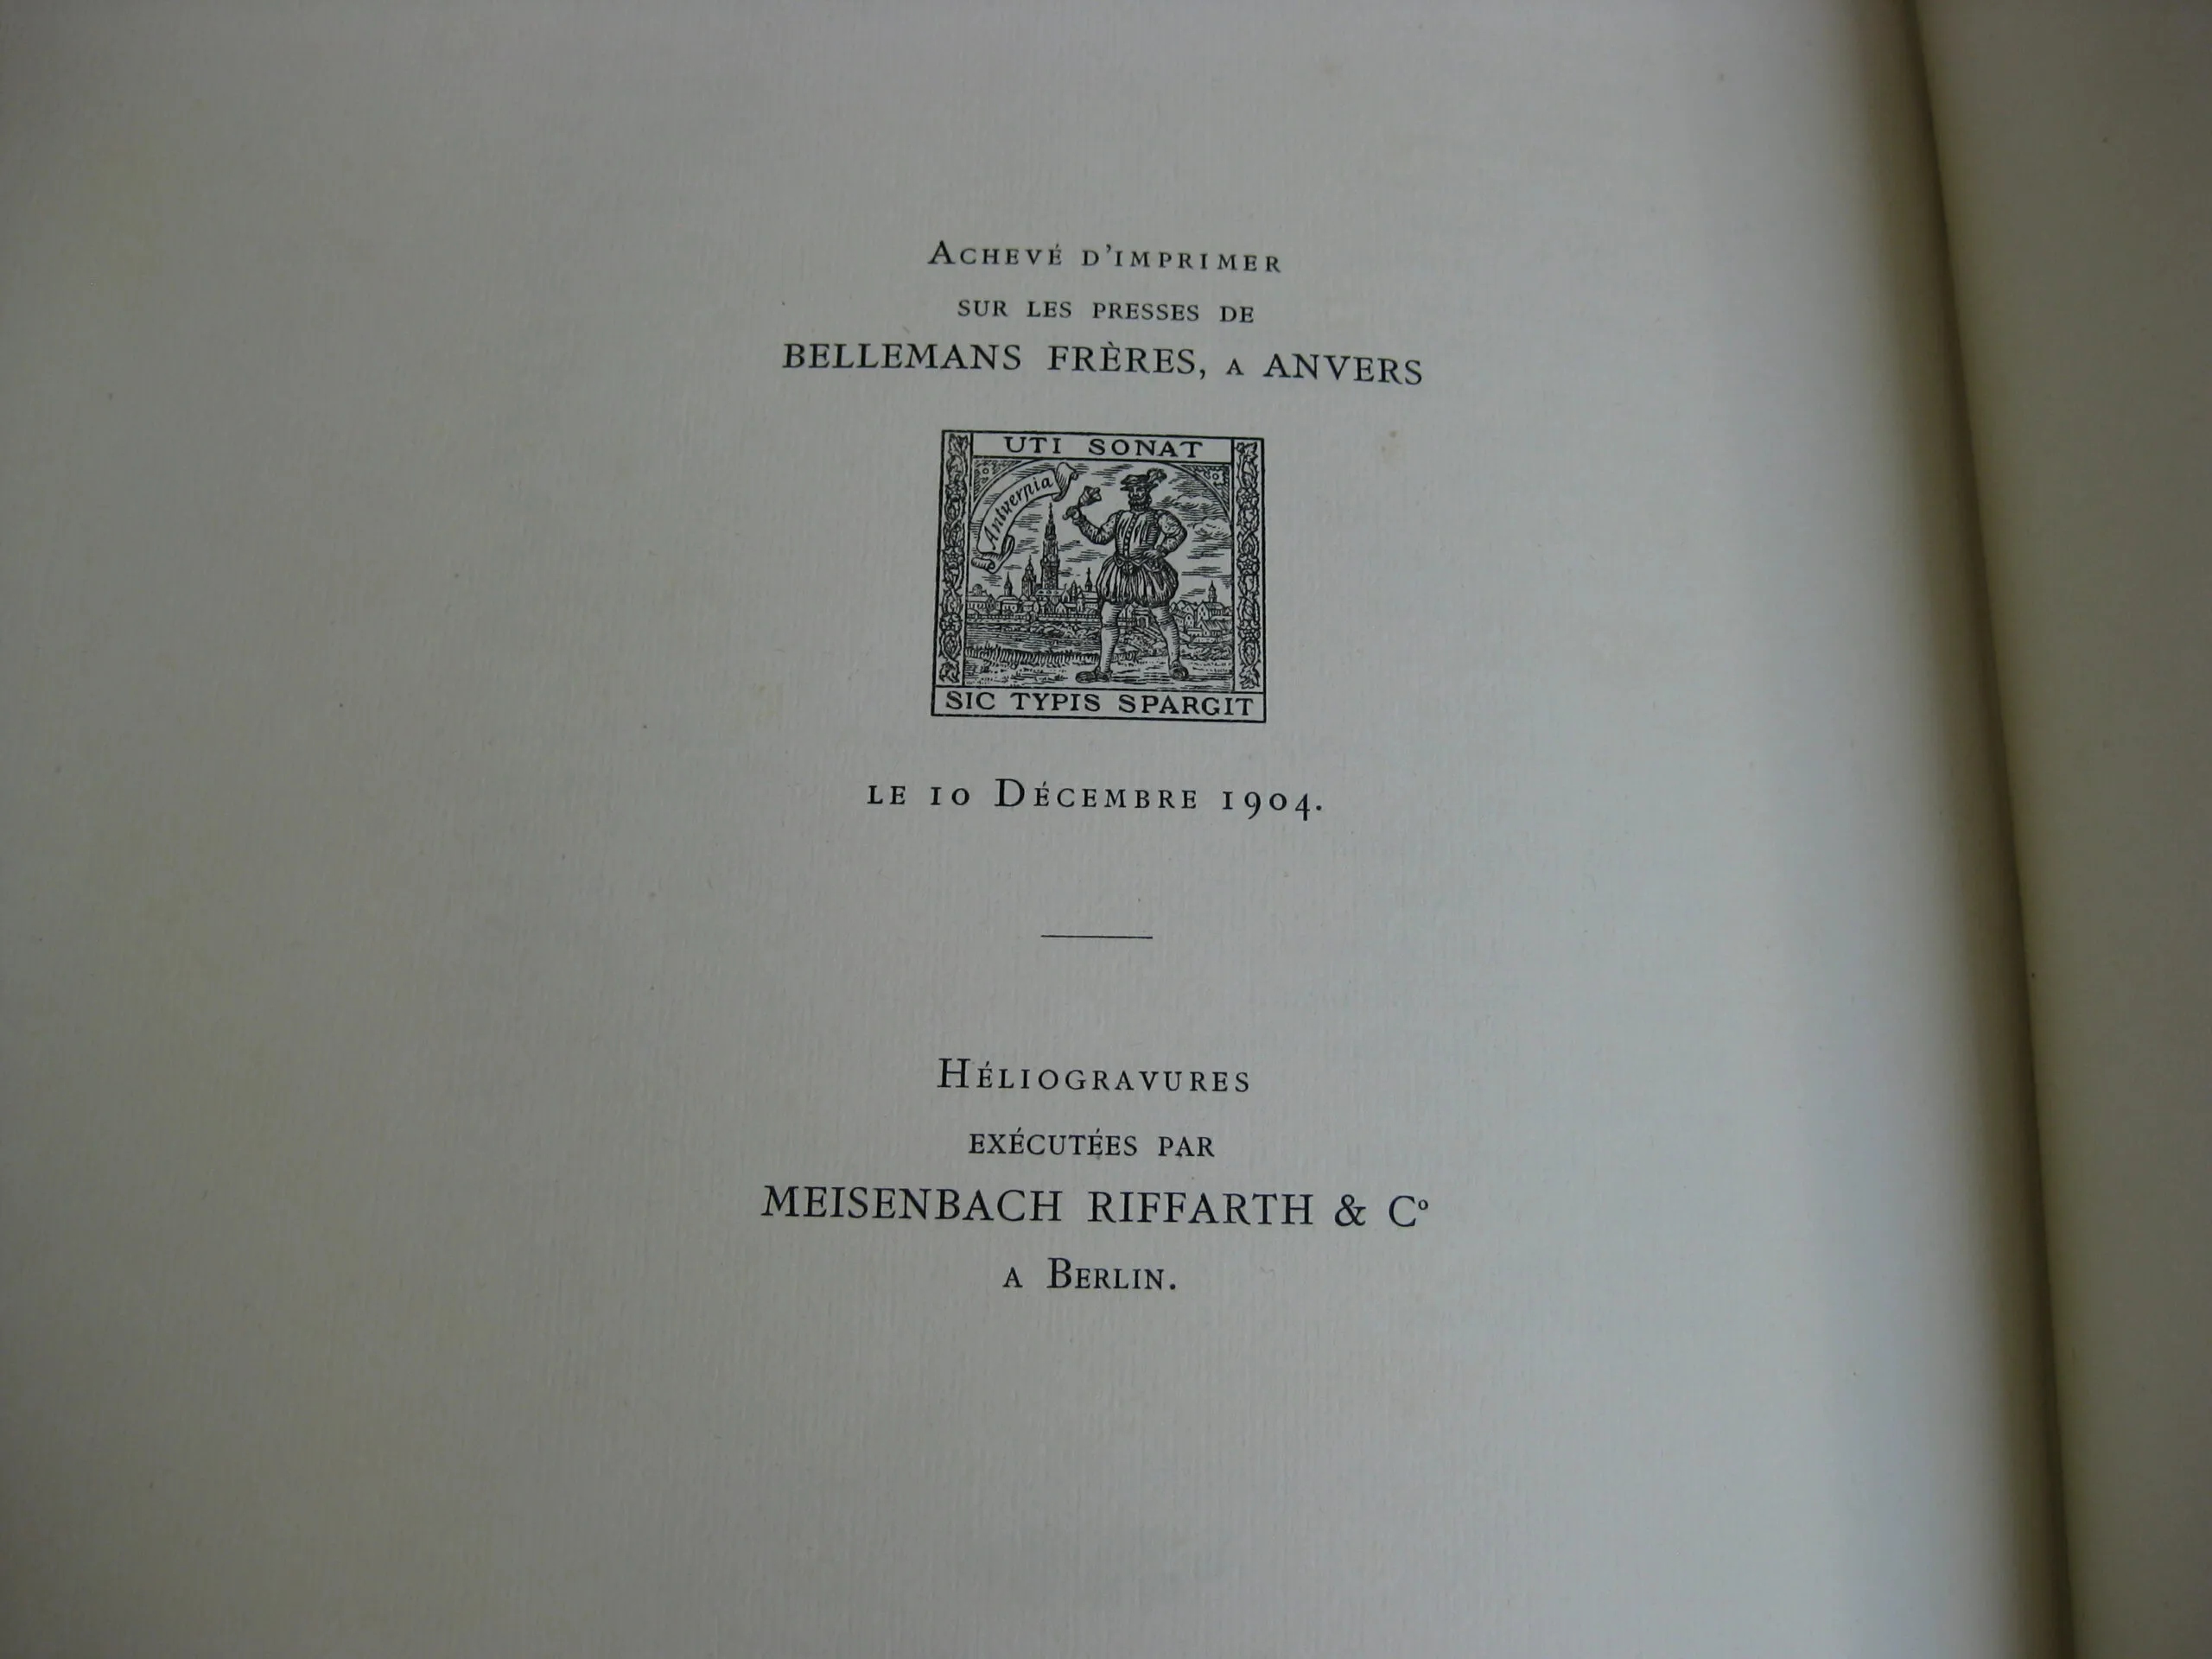 ACHEVÉ D'IMPRIMER
SUR LES PRESSES DE
BELLEMANS FRÈRES, A ANVERS
UTI SONAT
Antverpia
SIC TYPIS SPARGIT
LE 10 DÉCEMBRE 1904.
HÉLIOGRAVURES
EXÉCUTÉES PAR
MEISENBACH RIFFARTH & Cº
A BERLIN.